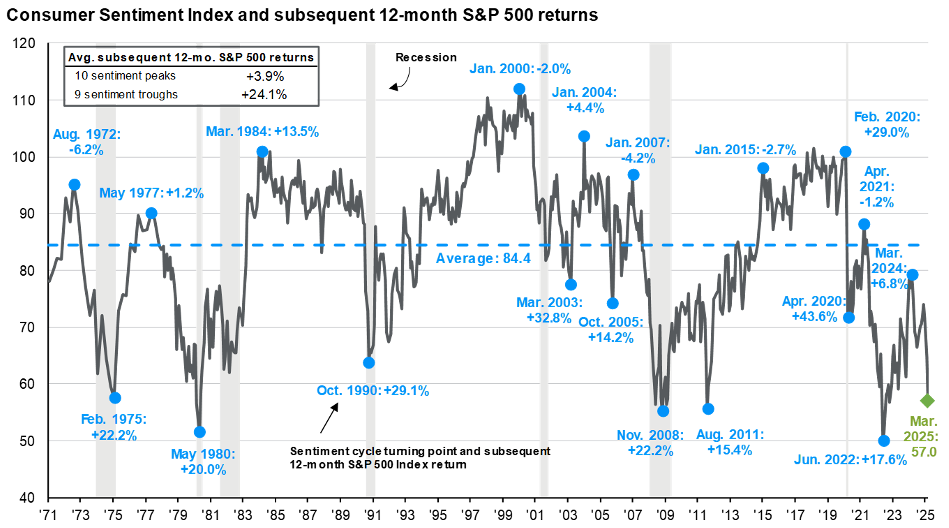 Consumer Sentiment Index and subsequent 12-month S&P 500 returns
120
110
100
90
80
70
60
50
40
Avg. subsequent 12-mo. S&P 500 returns
10 sentiment peaks +3.9%
9 sentiment troughs +24.1%
Recession
Aug. 1972:
-6.2%
May 1977: +1.2%
Mar. 1984: +13.5%
Jan. 2000: -2.0%
Jan. 2004:
+4.4%
Jan. 2007:
-4.2%
Jan. 2015: -2.7%
Feb. 2020:
+29.0%
Apr.
2021:
-1.2%
Mar.
2024:
+6.8%
Average: 84.4
Feb. 1975:
+22.2%
May 1980:
+20.0%
Oct. 1990: +29.1%
Mar. 2003:
+32.8%
Oct. 2005:
+14.2%
Nov. 2008:
+22.2%
Aug. 2011:
+15.4%
Apr. 2020:
+43.6%
Jun. 2022: +17.6%
Mar.
2025:
57.0
Sentiment cycle turning point and subsequent
12-month S&P 500 Index return
'71 '73 '75 '77 '79 '81 '83 '85 '87 '89 '91 '93 '95 '97 '99 '01 '03 '05 '07 '09 '11 '13 '15 '17 '19 '21 '23 '25